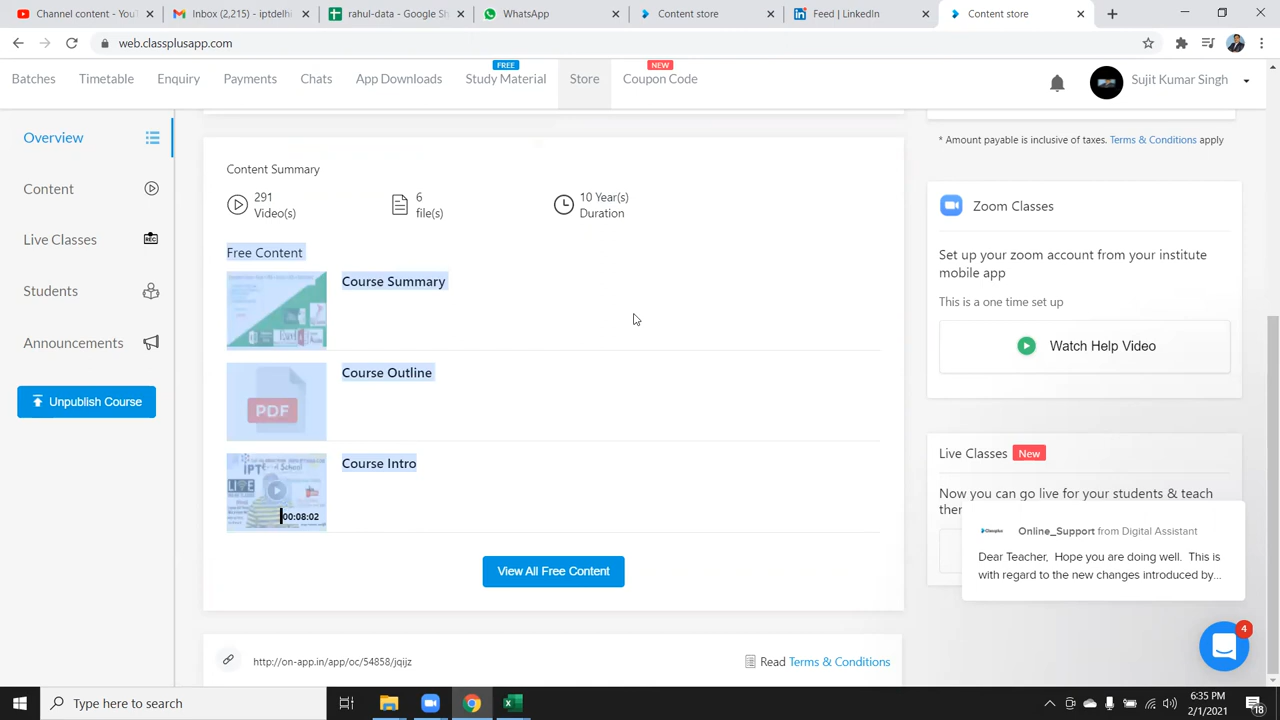 Channel content - You
Inbox (2,215) - iptdelhi
rahul-data - Google Sh
WhatsApp
Content store
Feed | LinkedIn
Content store
web.classplusapp.com
Batches
Timetable
Enquiry
Payments
Chats
App Downloads
FREE
Study Material
Store
NEW
Coupon Code
Sujit Kumar Singh
Overview
Content
Live Classes
REC
Students
Announcements
Unpublish Course
Content Summary
291
Video(s)
6
file(s)
10 Year(s)
Duration
Free Content
Course Summary
Course Outline
PDF
Course Intro
IPT
School
LIVE
00:08:02
View All Free Content
http://on-app.in/app/oc/54858/jqijz
Read Terms & Conditions
* Amount payable is inclusive of taxes. Terms & Conditions apply
Zoom Classes
Set up your zoom account from your institute
mobile app
This is a one time set up
Watch Help Video
Live Classes New
Now you can go live for your students & teach
Classplus
Online_Support from Digital Assistant
Dear Teacher, Hope you are doing well. This is
with regard to the new changes introduced by...
4
Type here to search
6:35 PM
2/1/2021
18